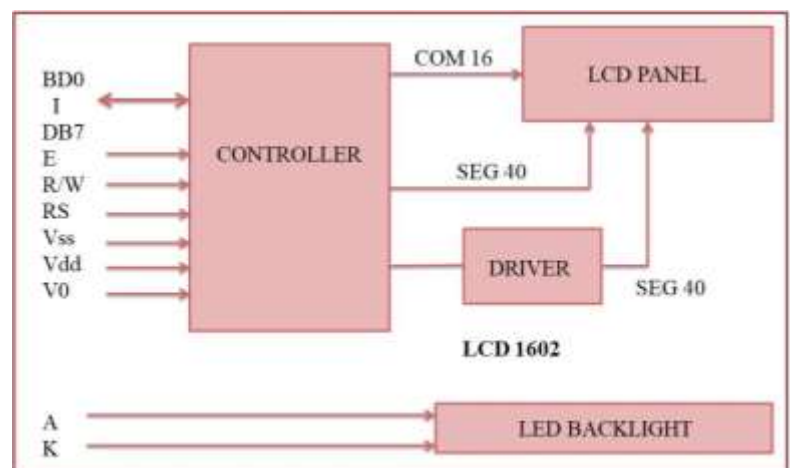 BD0
I
DB7
E
R/W
RS
Vss
Vdd
V0
CONTROLLER
COM 16
LCD PANEL
SEG 40
DRIVER
SEG 40
LCD 1602
A
K
LED BACKLIGHT